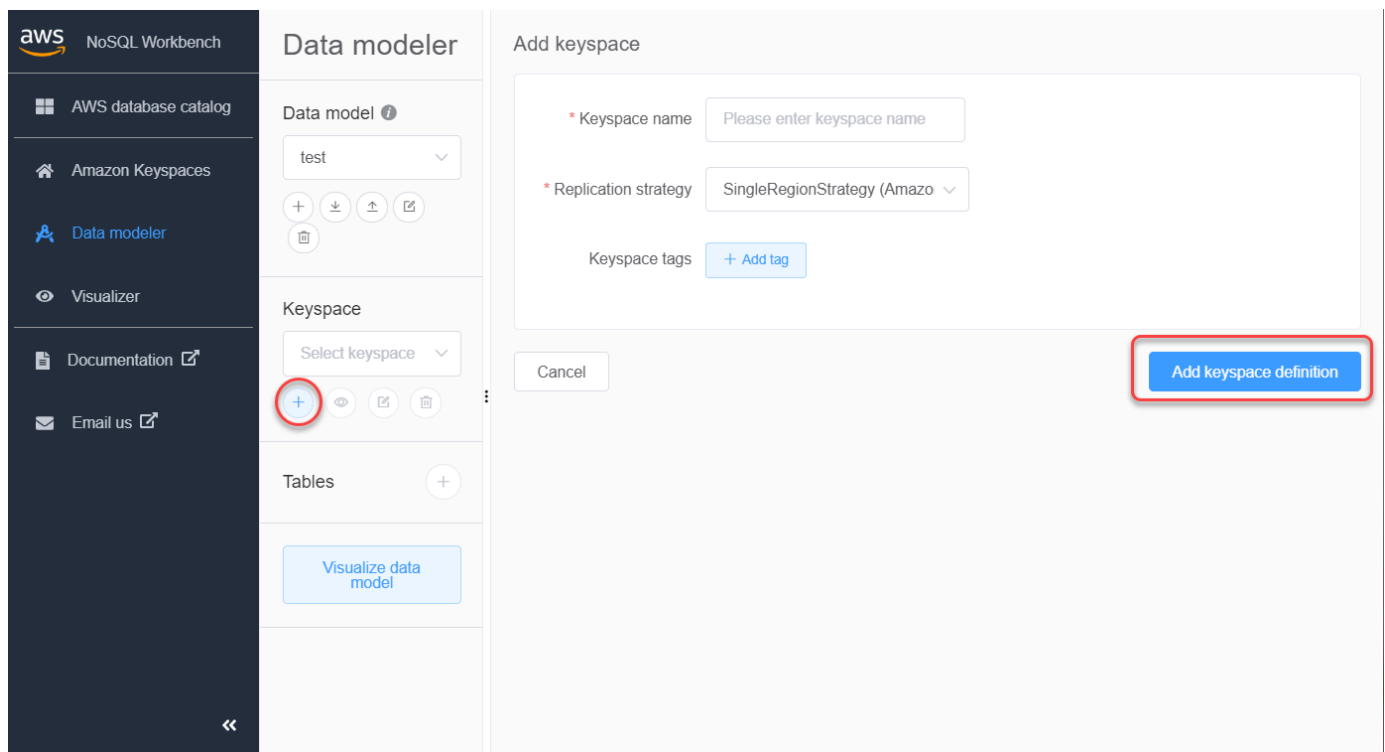 aws NoSQL Workbench
AWS database catalog
Amazon Keyspaces
Data modeler
Visualizer
Documentation
Email us
Data modeler
Data model
test
Keyspace
Select keyspace
Tables
Visualize data
model
Add keyspace
* Keyspace name Please enter keyspace name
* Replication strategy SingleRegionStrategy (Amazo
Keyspace tags + Add tag
Cancel
Add keyspace definition